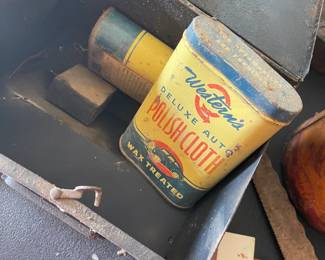 Western's
DELUXE AUTO
POLISH CLOTH
WAX TREATED